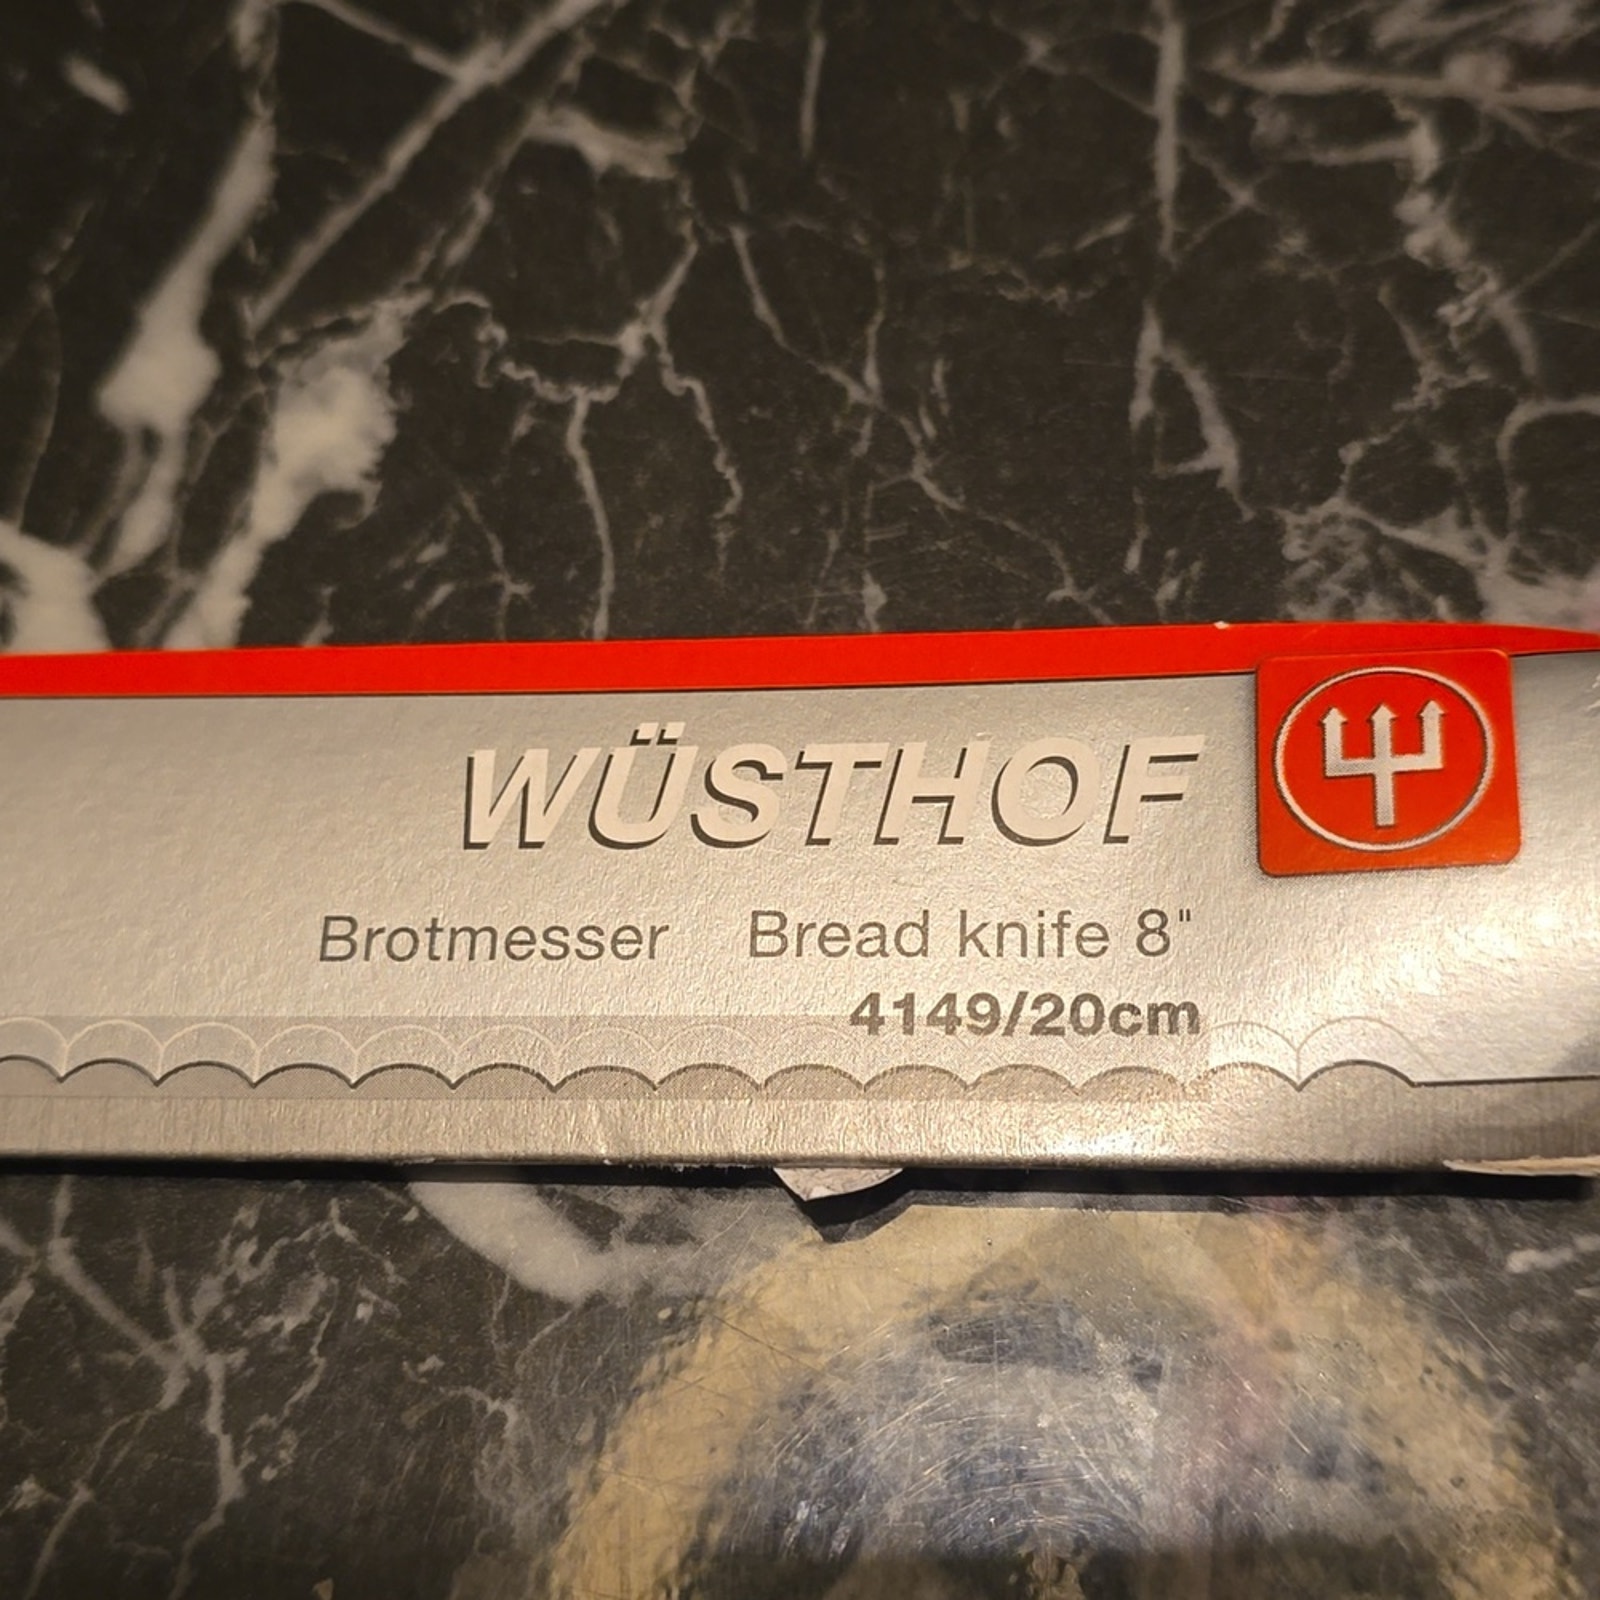 WÜSTHOF
Brotmesser Bread knife 8"
4149/20cm